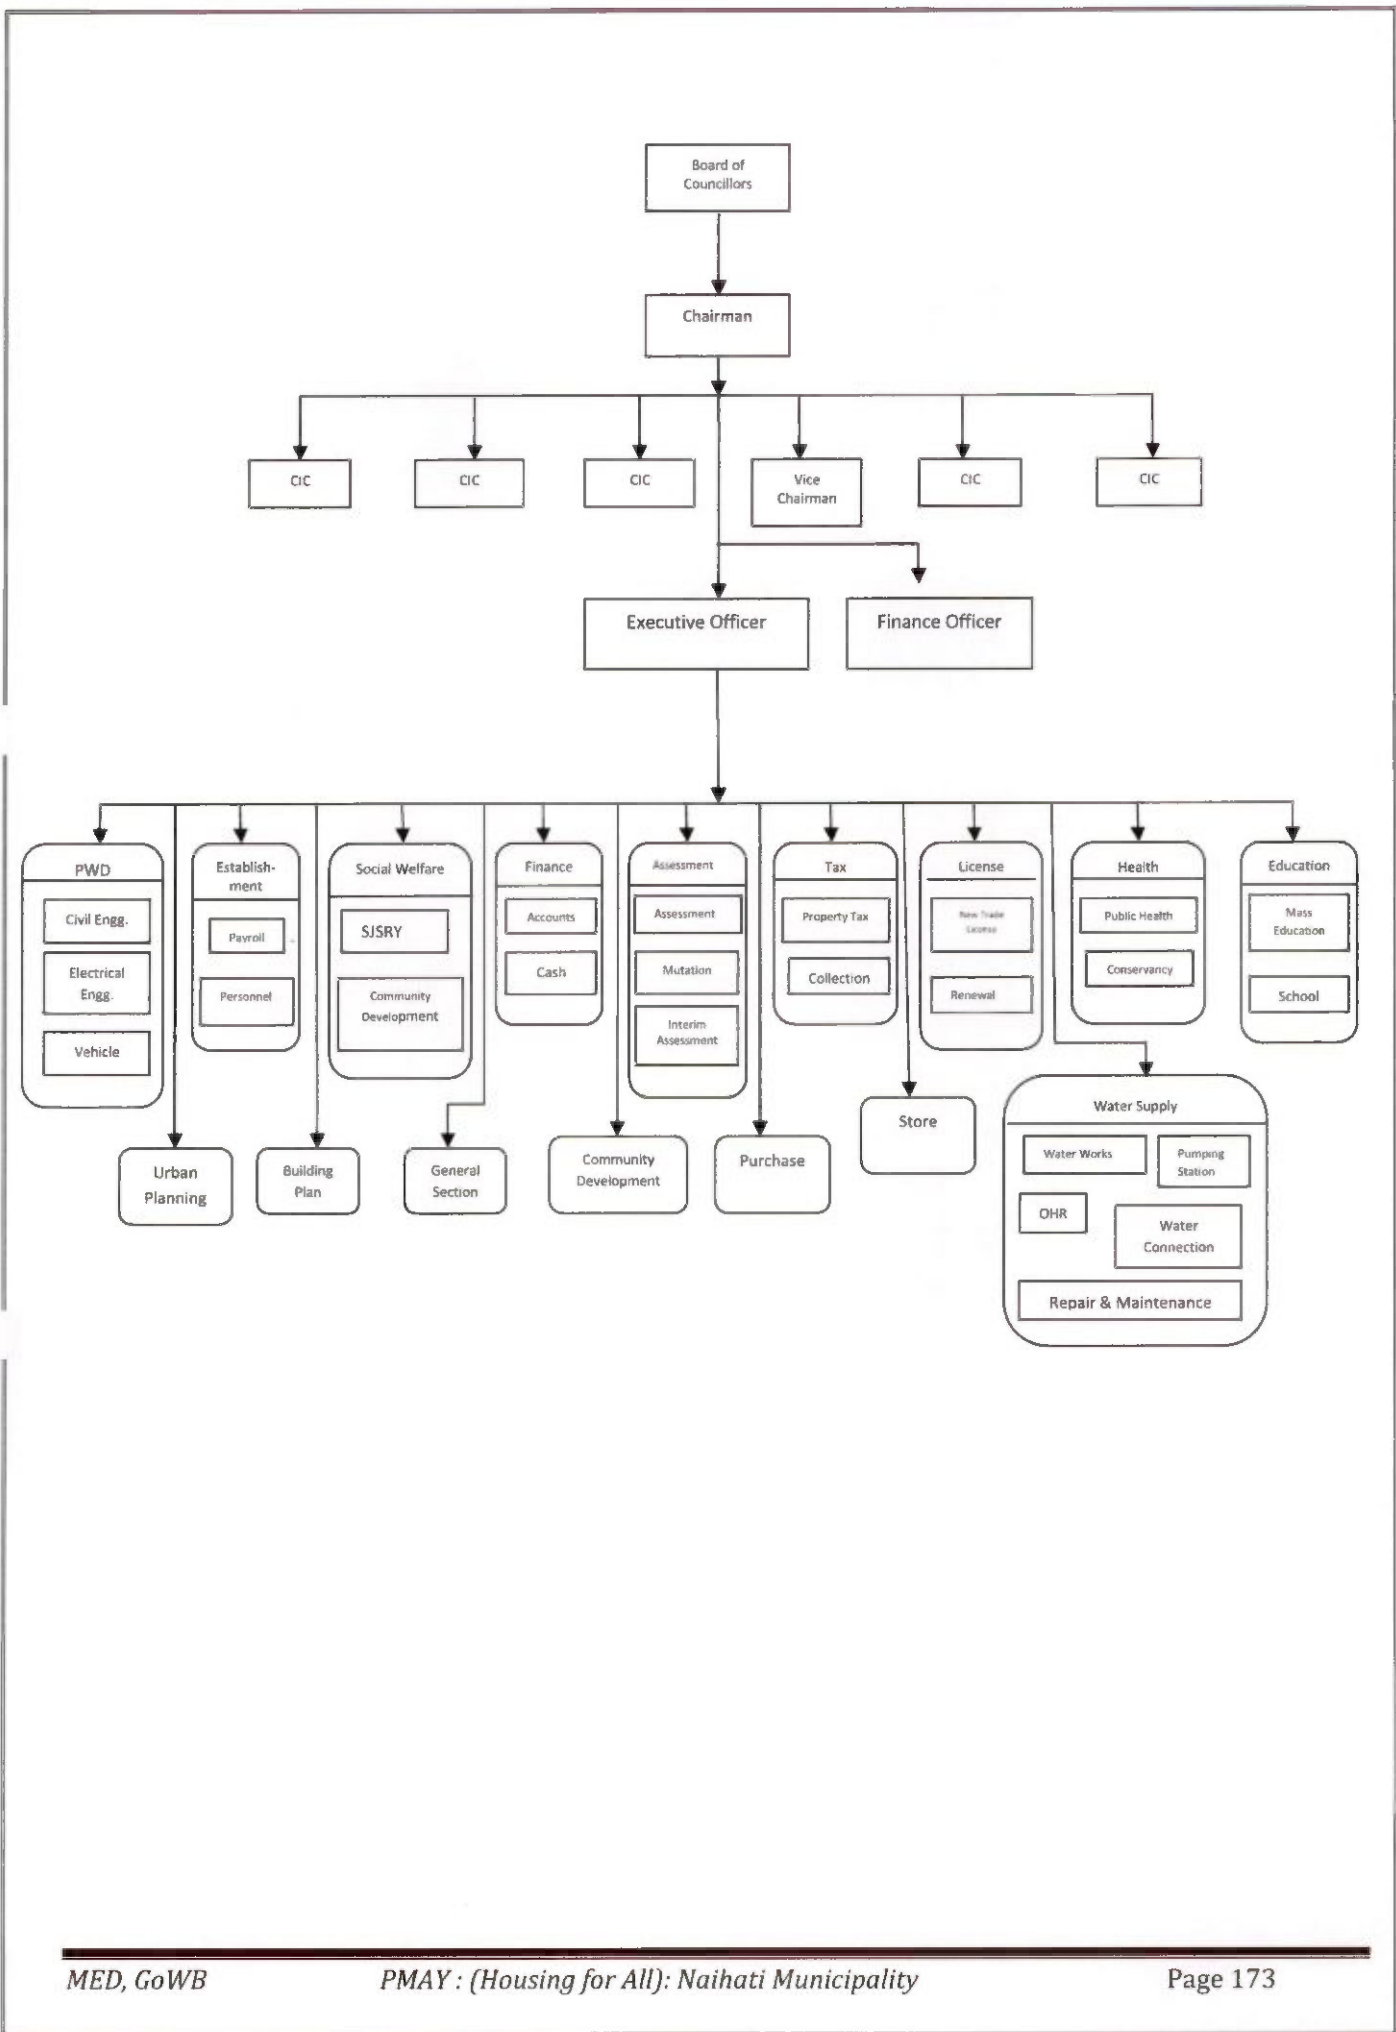 Board of
Councillors
Chairman
CIC
CIC
CIC
Vice
Chairman
CIC
CIC
Executive Officer
Finance Officer
PWD
Civil Engg.
Electrical
Engg.
Vehicle
Establish-
ment
Payroll
Personnel
Social Welfare
SJSRY
Community
Development
Finance
Accounts
Cash
Assessment
Assessment
Mutation
Interim
Assessment
Tax
Property Tax
Collection
License
New Trade
License
Renewal
Health
Public Health
Conservancy
Education
Mass
Education
School
Urban
Planning
Building
Plan
General
Section
Community
Development
Purchase
Store
Water Supply
Water Works
Pumping
Station
OHR
Water
Connection
Repair & Maintenance
MED, GoWB PMAY : (Housing for All): Naihati Municipality Page 173